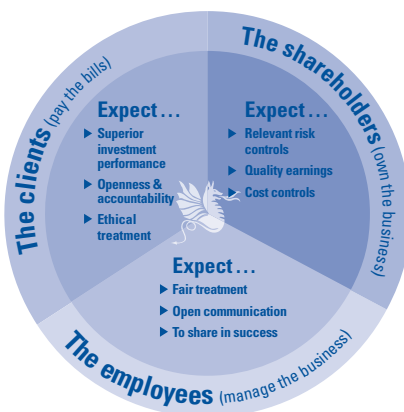 The clients (pay the bills)
Expect...
Superior
investment
performance
Openness &
accountability
Ethical
treatment
The shareholders (own the business)
Expect...
Relevant risk
controls
Quality earnings
Cost controls
Expect...
Fair treatment
Open communication
To share in success
The employees (manage the business)